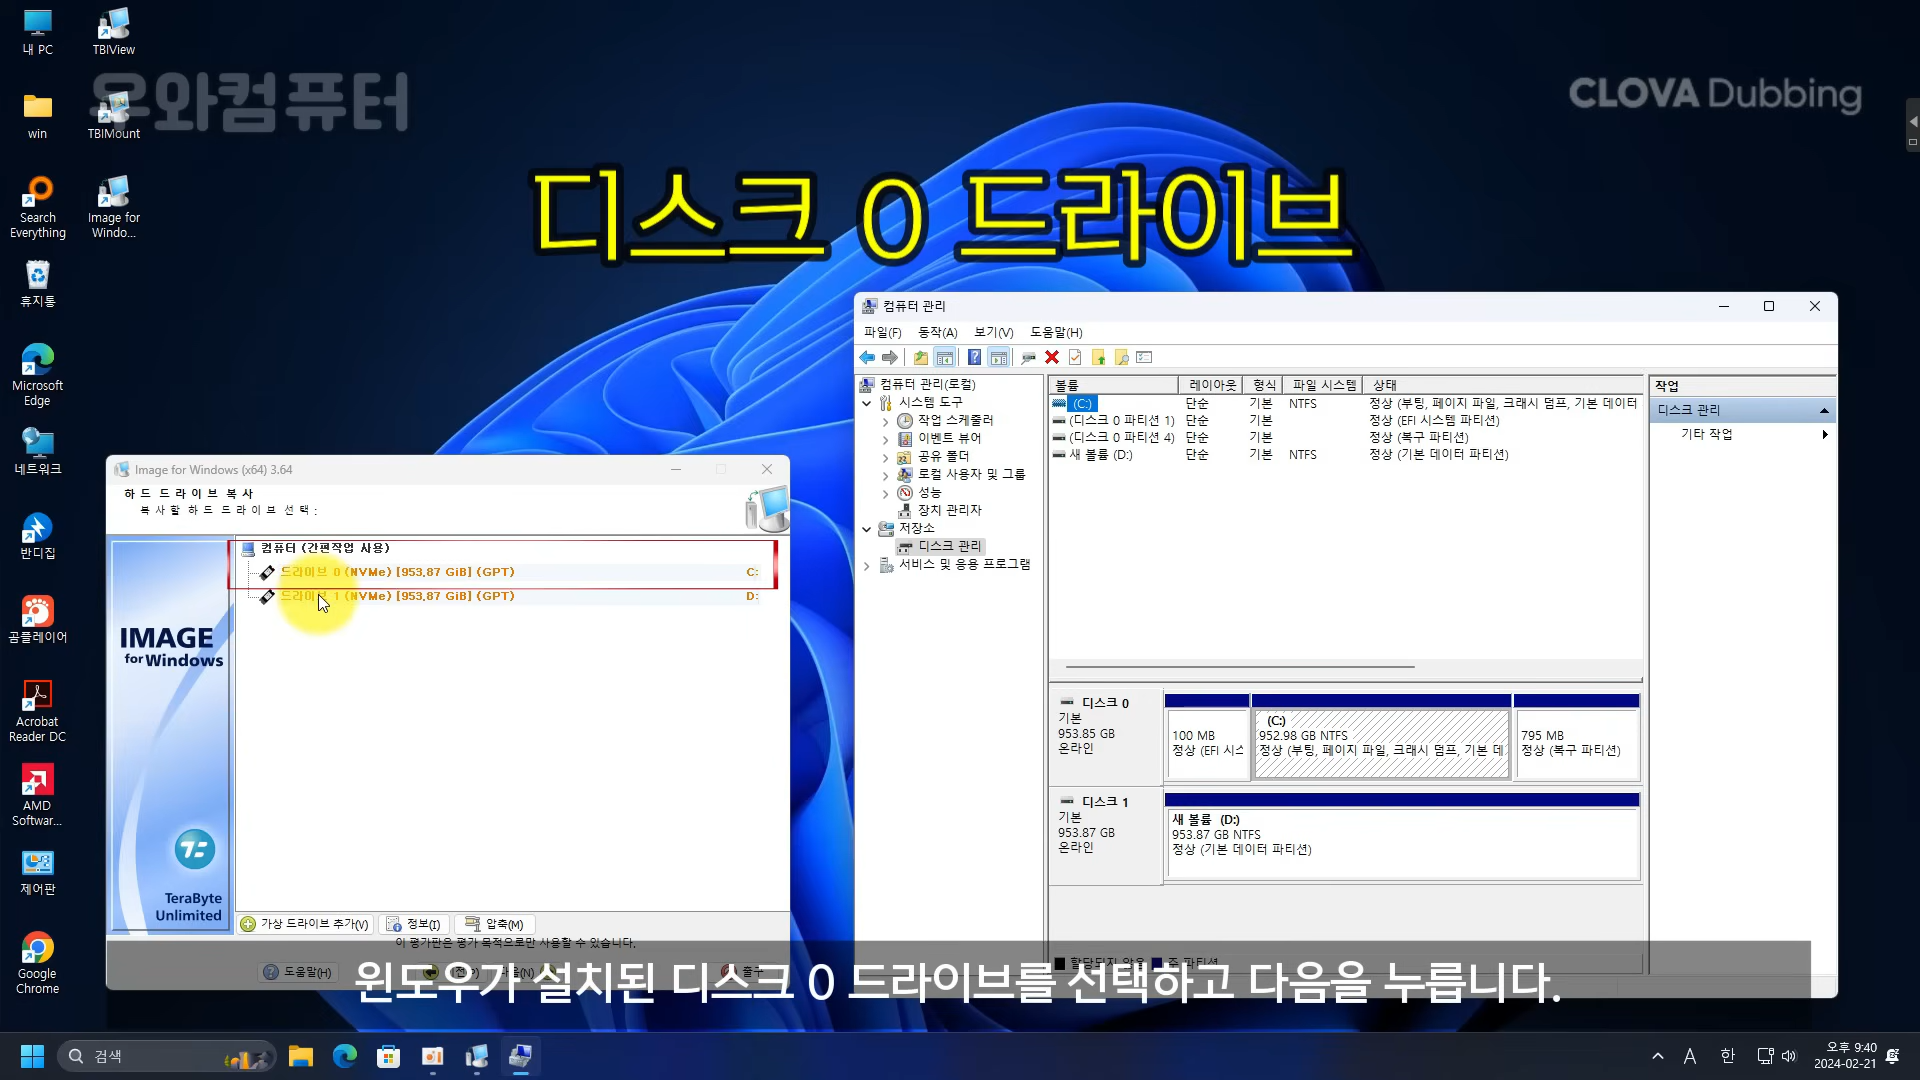 내 PC
TBIView
win
TBIMount
Search Everything
Image for Windo...
휴지통
Microsoft Edge
네트워크
반디집
곰플레이어
Acrobat Reader DC
AMD Softwar...
제어판
Google Chrome
우와컴퓨터
CLOVA Dubbing
디스크 0 드라이브
Image for Windows (x64) 3.64
하드 드라이브 복사
복사할 하드 드라이브 선택:
컴퓨터 (간편작업 사용)
드라이브 0 (NVMe) [953,87 GiB] (GPT) C:
드라이브 1 (NVMe) [953,87 GiB] (GPT) D:
IMAGE
for Windows
TeraByte
Unlimited
가상 드라이브 추가(V) 정보(I) 압축(M)
이 평가판은 평가 목적으로만 사용할 수 있습니다.
도움말(H)
컴퓨터 관리
파일(F) 동작(A) 보기(V) 도움말(H)
컴퓨터 관리(로컬)
시스템 도구
작업 스케줄러
이벤트 뷰어
공유 폴더
로컬 사용자 및 그룹
성능
장치 관리자
저장소
디스크 관리
서비스 및 응용 프로그램
볼륨 레이아웃 형식 파일 시스템 상태
(C:) 단순 기본 NTFS 정상 (부팅, 페이지 파일, 크래시 덤프, 기본 데이터
(디스크 0 파티션 1) 단순 기본 정상 (EFI 시스템 파티션)
(디스크 0 파티션 4) 단순 기본 정상 (복구 파티션)
새 볼륨 (D:) 단순 기본 NTFS 정상 (기본 데이터 파티션)
작업
디스크 관리
기타 작업
디스크 0
기본
953.85 GB
온라인
100 MB
정상 (EFI 시스
(C:)
952.98 GB NTFS
정상 (부팅, 페이지 파일, 크래시 덤프, 기본 데
795 MB
정상 (복구 파티션)
디스크 1
기본
953.87 GB
온라인
새 볼륨 (D:)
953.87 GB NTFS
정상 (기본 데이터 파티션)
윈도우가 설치된 디스크 0 드라이브를 선택하고 다음을 누릅니다.
검색
A 한
오후 9:40
2024-02-21